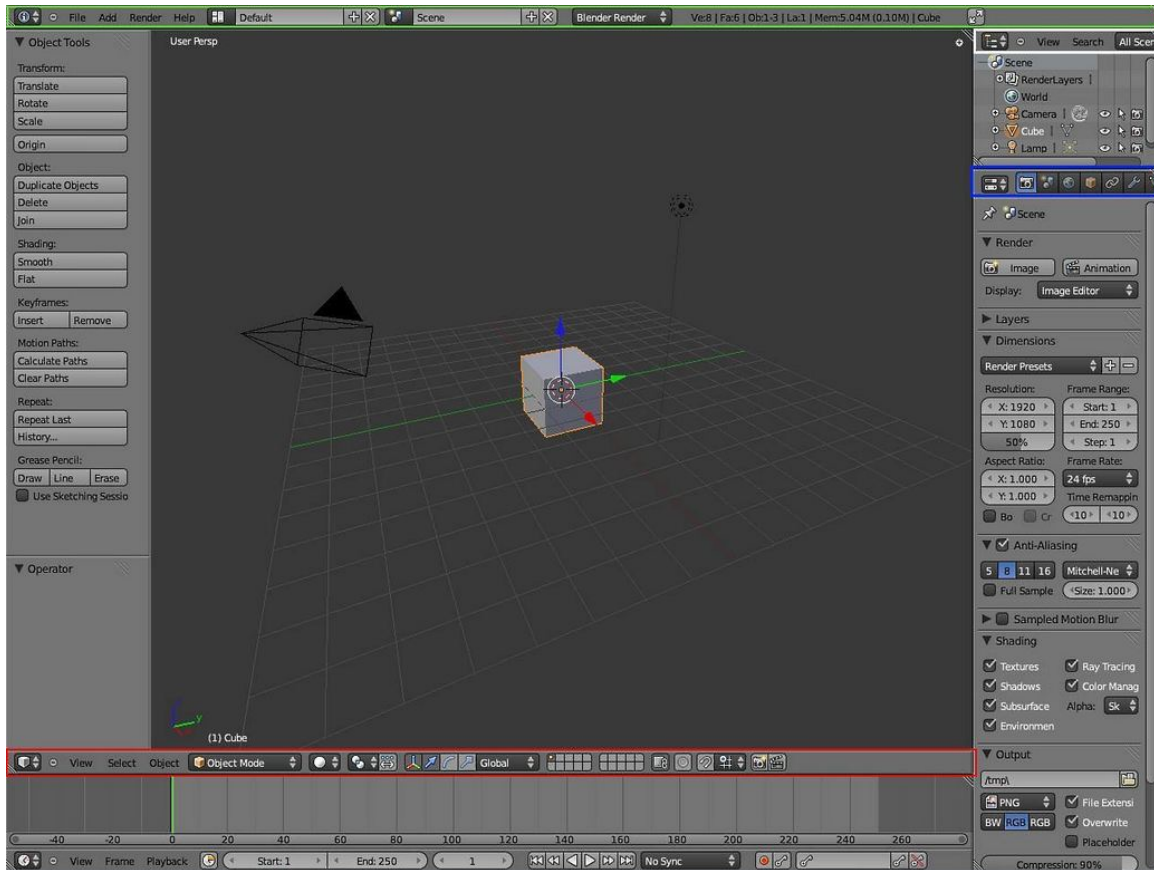 File Add Render Help Default Scene Blender Render Ve:8 | Fa:6 | Ob:1-3 | La:1 | Mem:5.04M (0.10M) | Cube
Object Tools
Transform:
Translate
Rotate
Scale
Origin
Object:
Duplicate Objects
Delete
Join
Shading:
Smooth
Flat
Keyframes:
Insert Remove
Motion Paths:
Calculate Paths
Clear Paths
Repeat:
Repeat Last
History...
Grease Pencil:
Draw Line Erase
Use Sketching Sessio
Operator
User Persp
y
(1) Cube
View Select Object Object Mode Global
-40 -20 0 20 40 60 80 100 120 140 160 180 200 220 240 260
View Frame Playback Start: 1 End: 250 1 No Sync
View Search All Scen
Scene
RenderLayers |
World
Camera |
Cube |
Lamp |
Scene
Render
Image Animation
Display: Image Editor
Layers
Dimensions
Render Presets
Resolution: Frame Range:
X: 1920 Start: 1
Y: 1080 End: 250
50% Step: 1
Aspect Ratio: Frame Rate:
X: 1.000 24 fps
Y: 1.000 Time Remappin
Bo Cr 10 10
Anti-Aliasing
5 8 11 16 Mitchell-Ne
Full Sample Size: 1.000
Sampled Motion Blur
Shading
Textures Ray Tracing
Shadows Color Manag
Subsurface Alpha: Sk
Environmen
Output
/tmp\
PNG File Extensi
BW RGB RGB Overwrite
Placeholder
Compression: 90%